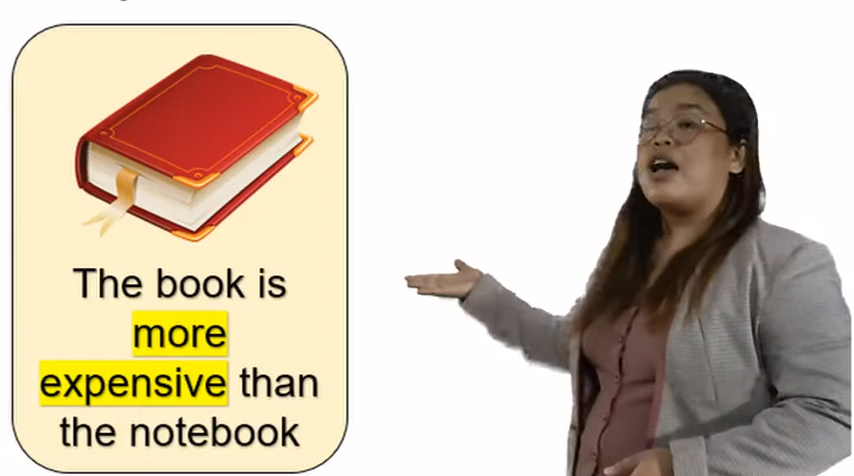 The book is
more
expensive than
the notebook